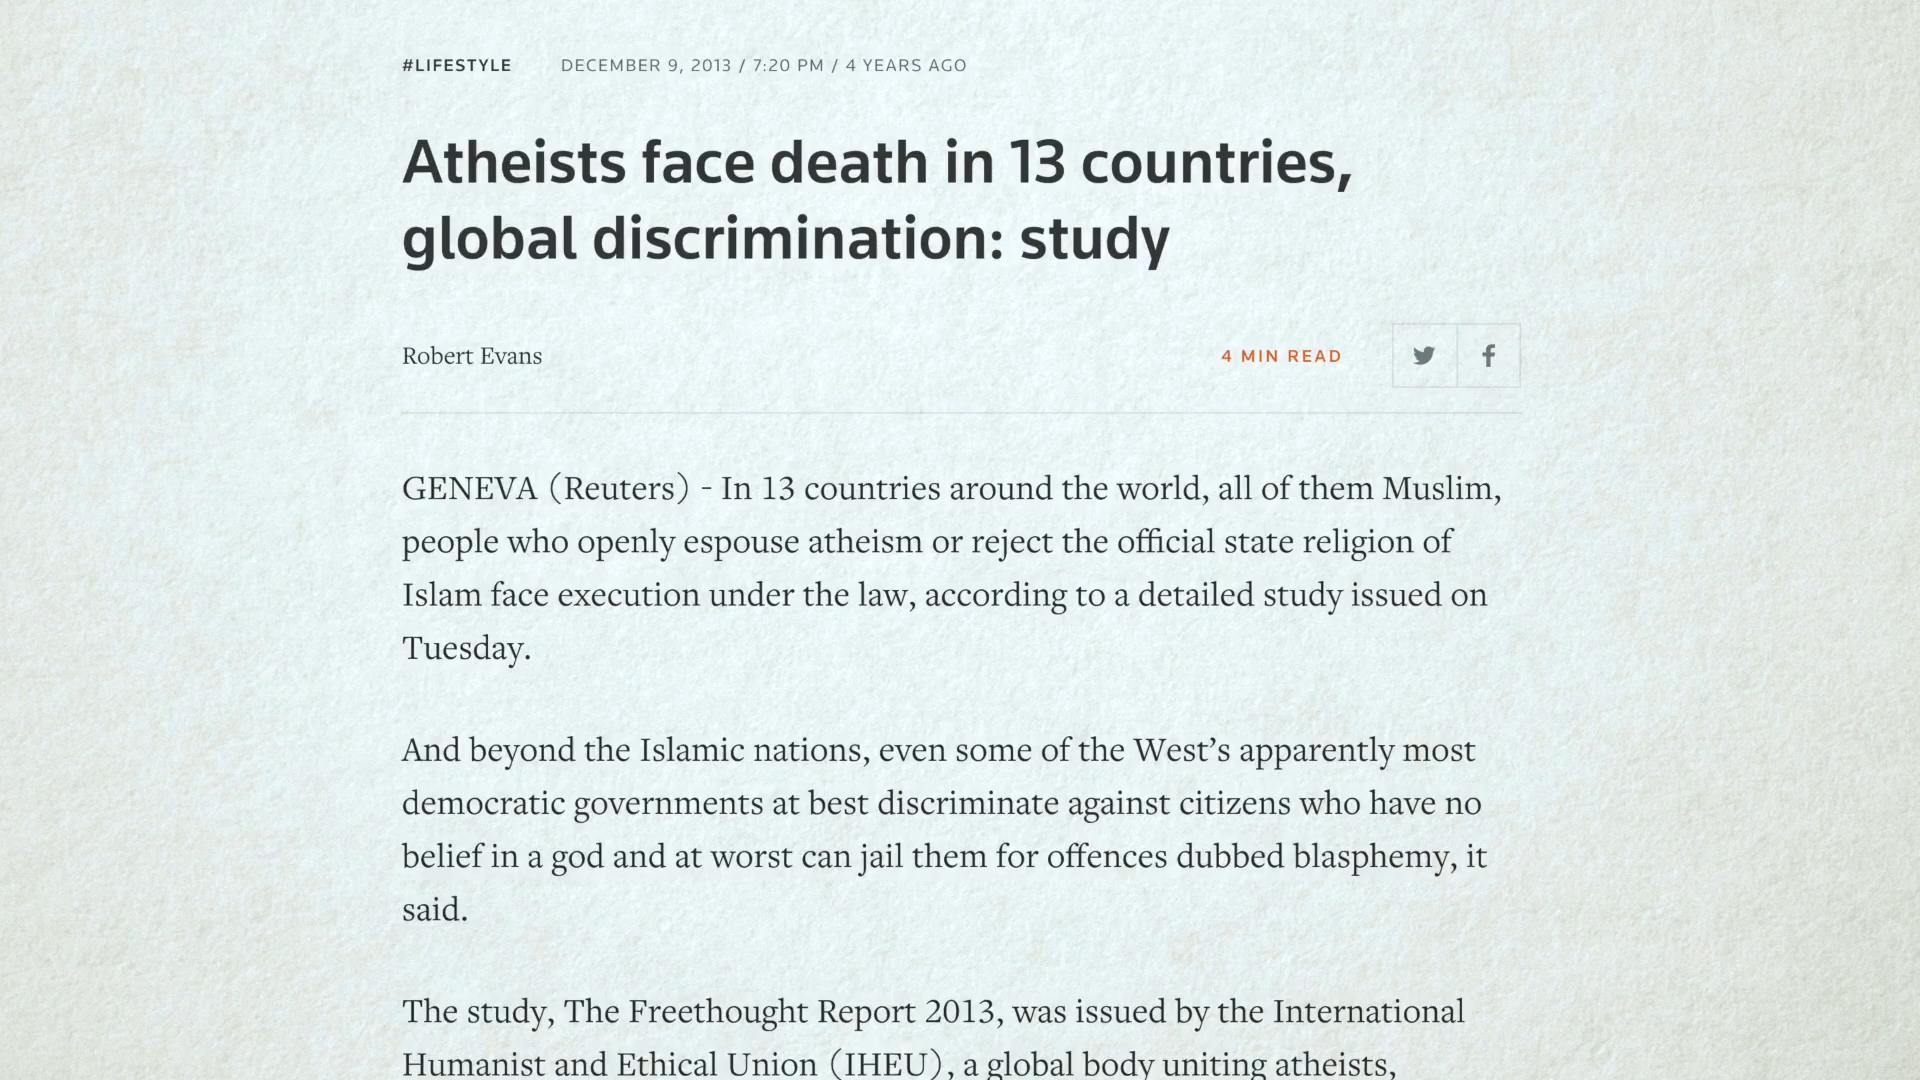 #LIFESTYLE DECEMBER 9, 2013 / 7:20 PM / 4 YEARS AGO
Atheists face death in 13 countries,
global discrimination: study
Robert Evans 4 MIN READ
GENEVA (Reuters) - In 13 countries around the world, all of them Muslim,
people who openly espouse atheism or reject the official state religion of
Islam face execution under the law, according to a detailed study issued on
Tuesday.
And beyond the Islamic nations, even some of the West’s apparently most
democratic governments at best discriminate against citizens who have no
belief in a god and at worst can jail them for offences dubbed blasphemy, it
said.
The study, The Freethought Report 2013, was issued by the International
Humanist and Ethical Union (IHEU), a global body uniting atheists,